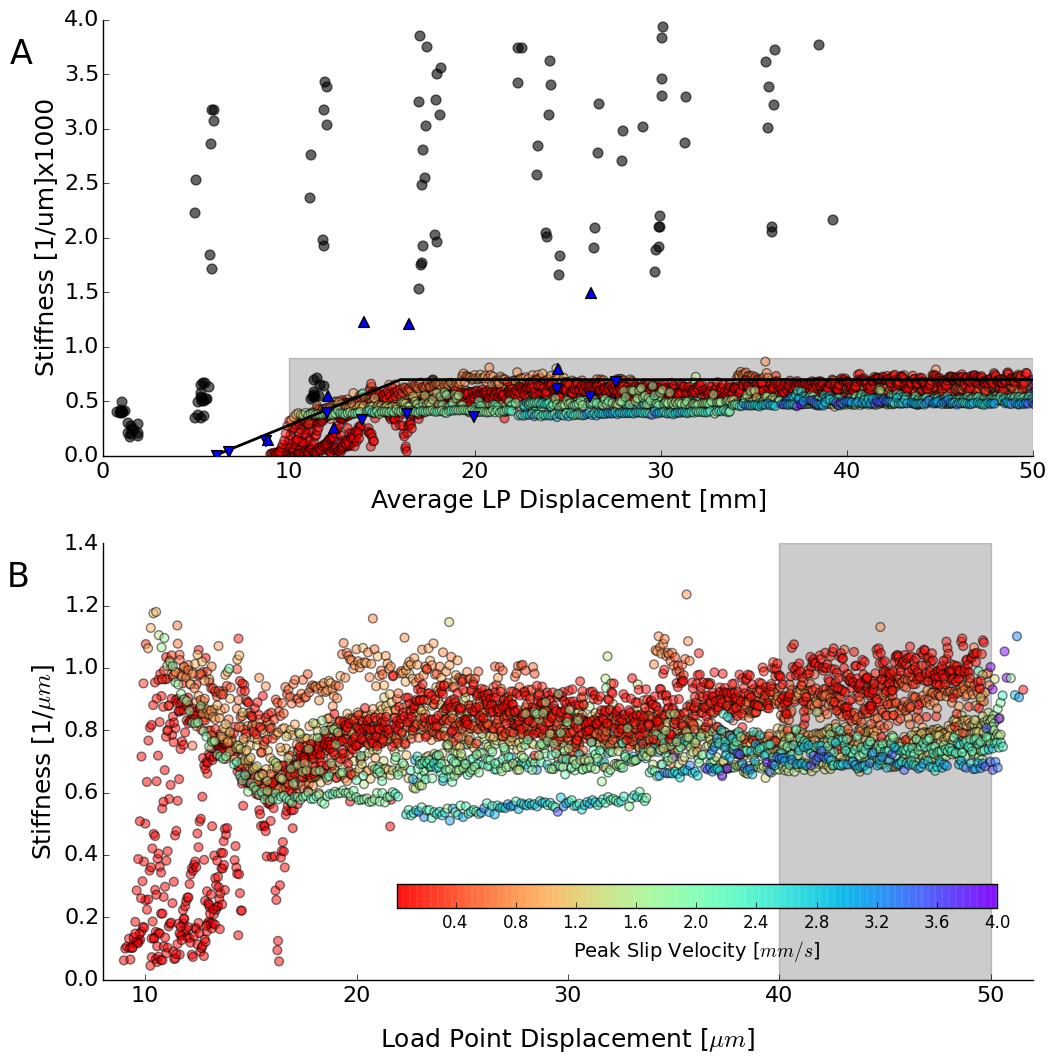 A
4.0
3.5
3.0
2.5
2.0
1.5
1.0
0.5
0.0
Stiffness [1/um]x1000
0 10 20 30 40 50
Average LP Displacement [mm]
B
1.4
1.2
1.0
0.8
0.6
0.4
0.2
0.0
Stiffness [1/μm]
0.4 0.8 1.2 1.6 2.0 2.4 2.8 3.2 3.6 4.0
Peak Slip Velocity [mm/s]
10 20 30 40 50
Load Point Displacement [μm]